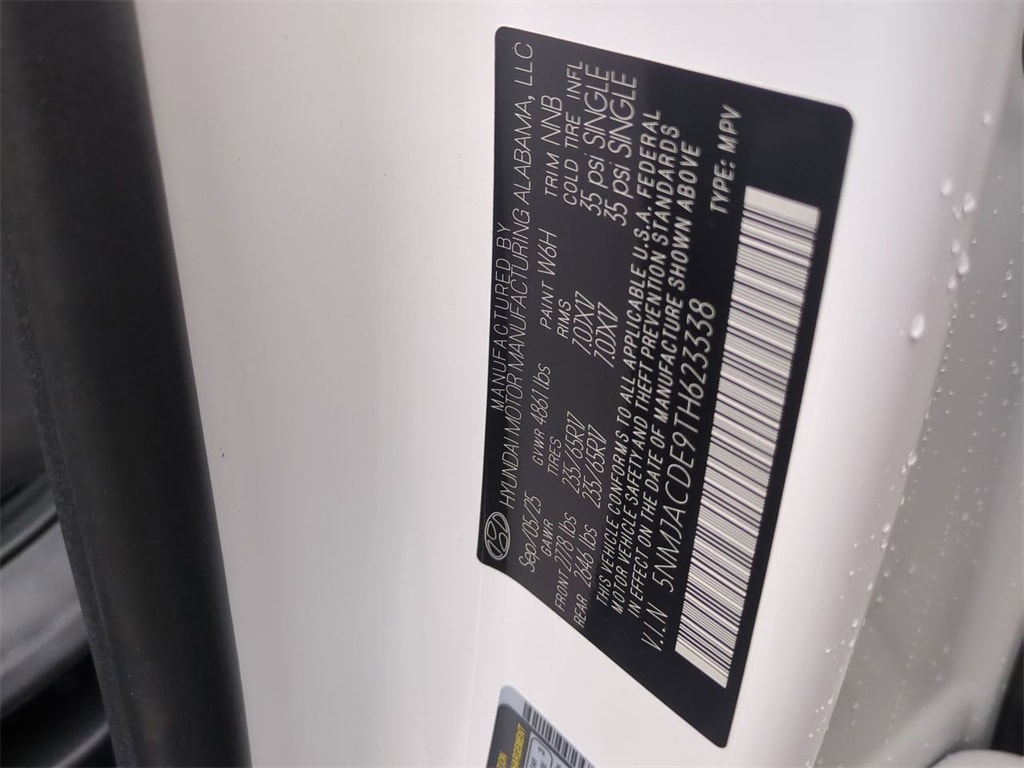 MANUFACTURED BY
HYUNDAI MOTOR MANUFACTURING ALABAMA, LLC
Sep/05/25 GVWR 4861 lbs PAINT W6H TRIM NNB
GAWR TIRES RIMS COLD TIRE INFL
FRONT 2778 lbs 235/65R17 7.0JX17 35 psi SINGLE
REAR 2646 lbs 235/65R17 7.0JX17 35 psi SINGLE
THIS VEHICLE CONFORMS TO ALL APPLICABLE U.S.A. FEDERAL
MOTOR VEHICLE SAFETY AND THEFT PREVENTION STANDARDS
IN EFFECT ON THE DATE OF MANUFACTURE SHOWN ABOVE
V.I.N 5NMJACDE9TH623338 TYPE: MPV